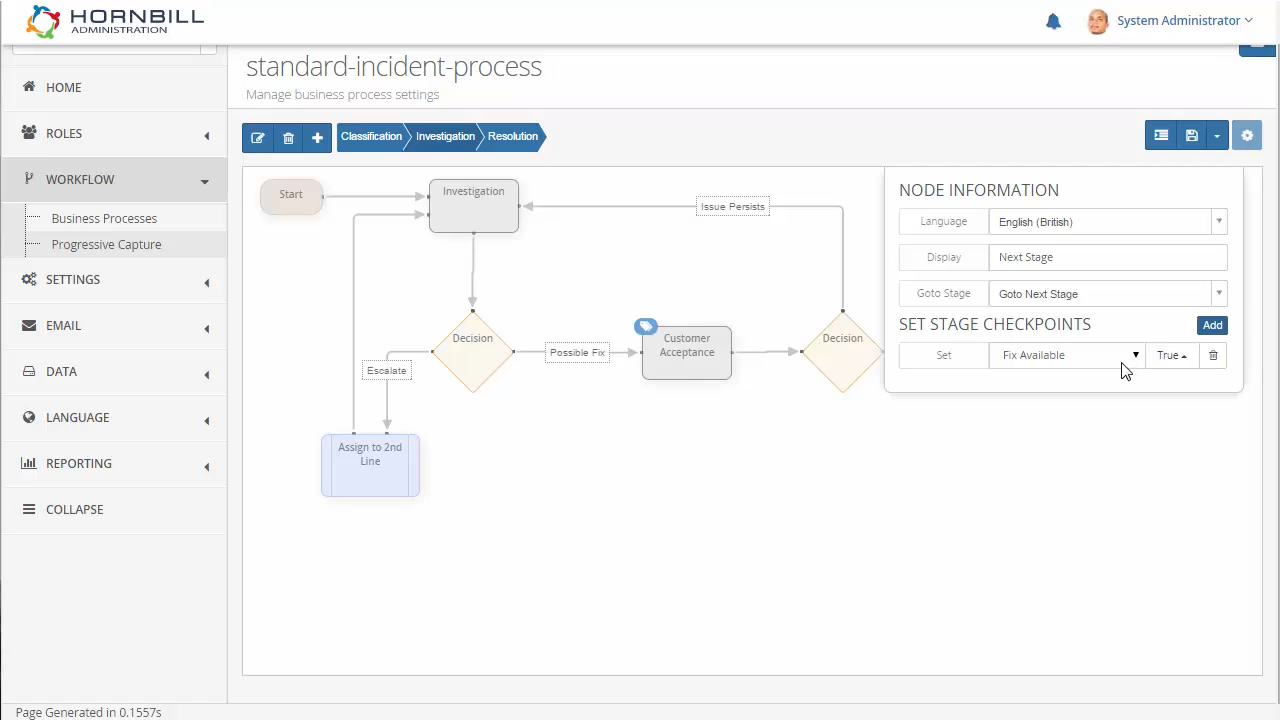 HORNBILL
ADMINISTRATION
System Administrator
HOME
ROLES
WORKFLOW
Business Processes
Progressive Capture
SETTINGS
EMAIL
DATA
LANGUAGE
REPORTING
COLLAPSE
Page Generated in 0.1557s
standard-incident-process
Manage business process settings
Classification Investigation Resolution
Start
Investigation
Issue Persists
Decision
Possible Fix
Customer
Acceptance
Decision
Escalate
Assign to 2nd
Line
NODE INFORMATION
Language English (British)
Display Next Stage
Goto Stage Goto Next Stage
SET STAGE CHECKPOINTS Add
Set Fix Available True